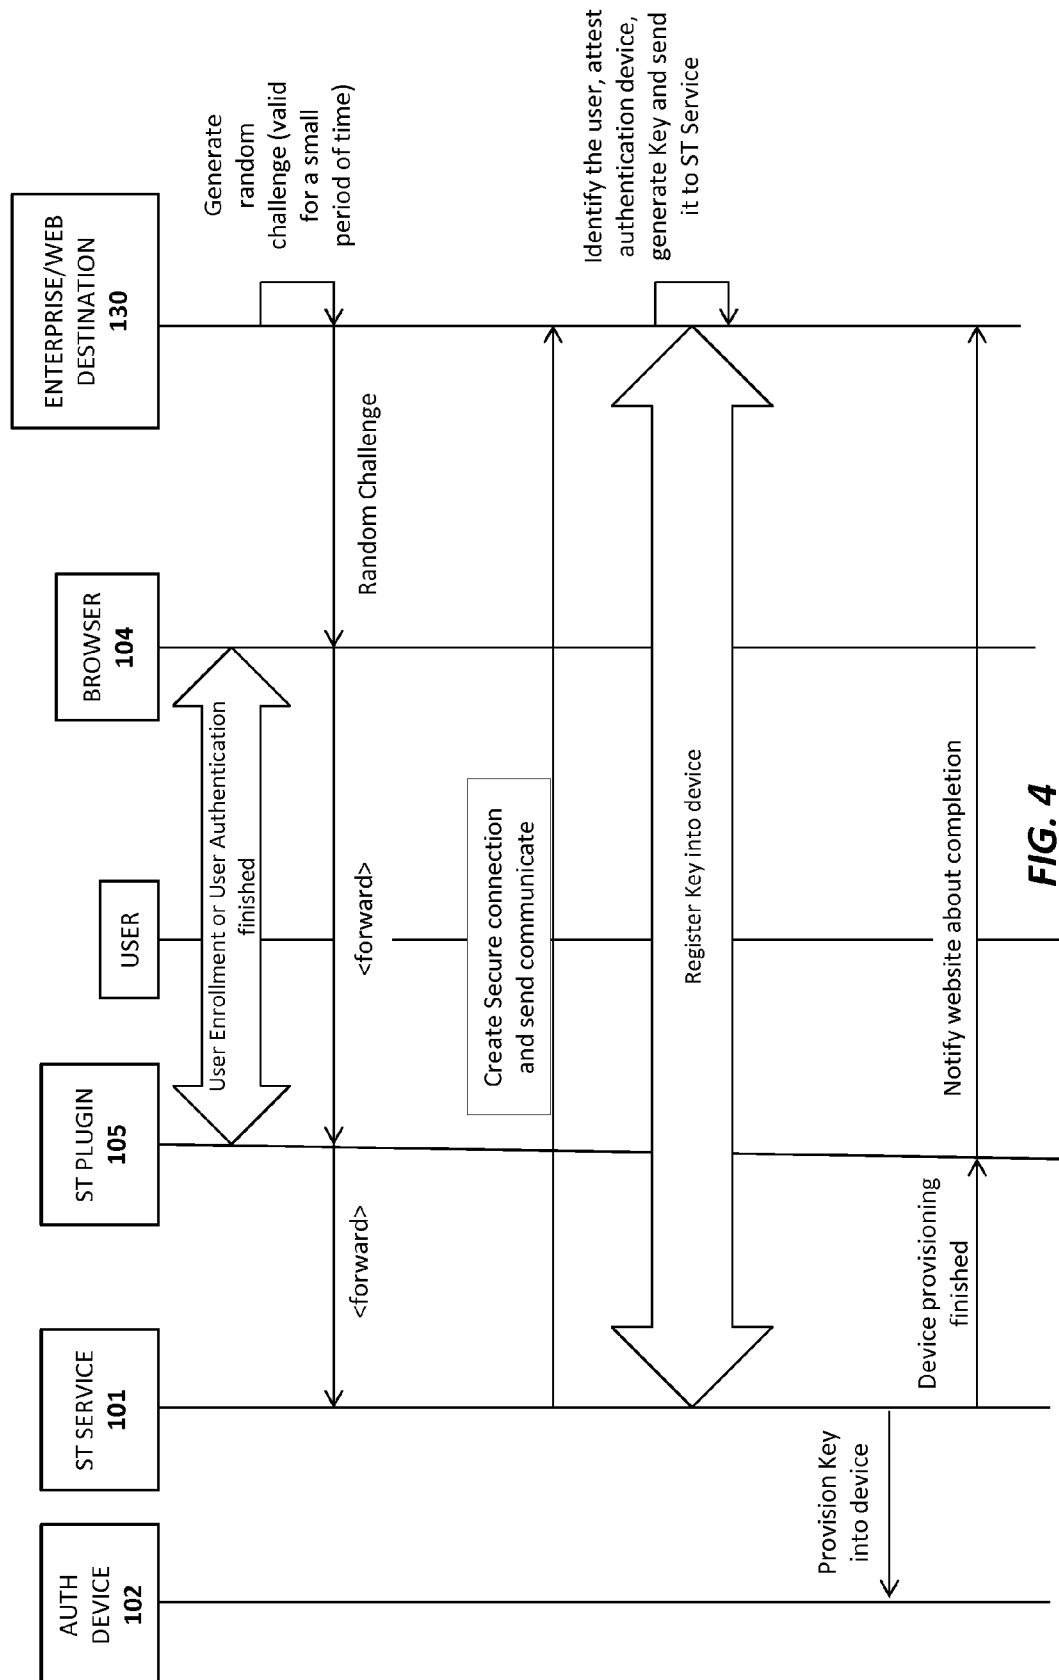 AUTH
DEVICE
102
ST SERVICE
101
ST PLUGIN
105
USER
BROWSER
104
ENTERPRISE/WEB
DESTINATION
130
User Enrollment or User Authentication
finished
Generate
random
challenge (valid
for a small
period of time)
Random Challenge
<forward>
<forward>
Create Secure connection
and send communicate
Identify the user, attest
authentication device,
generate Key and send
it to ST Service
Register Key into device
Provision Key
into device
Device provisioning
finished
Notify website about completion
FIG. 4